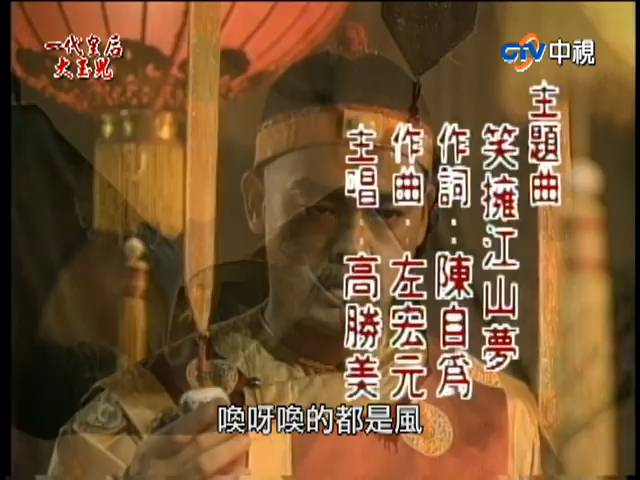 一代皇后
大玉兒
CTV中視
主題曲
笑擁江山夢
作詞：陳自為
作曲：左宏元
主唱：高勝美
喚呀喚的都是風